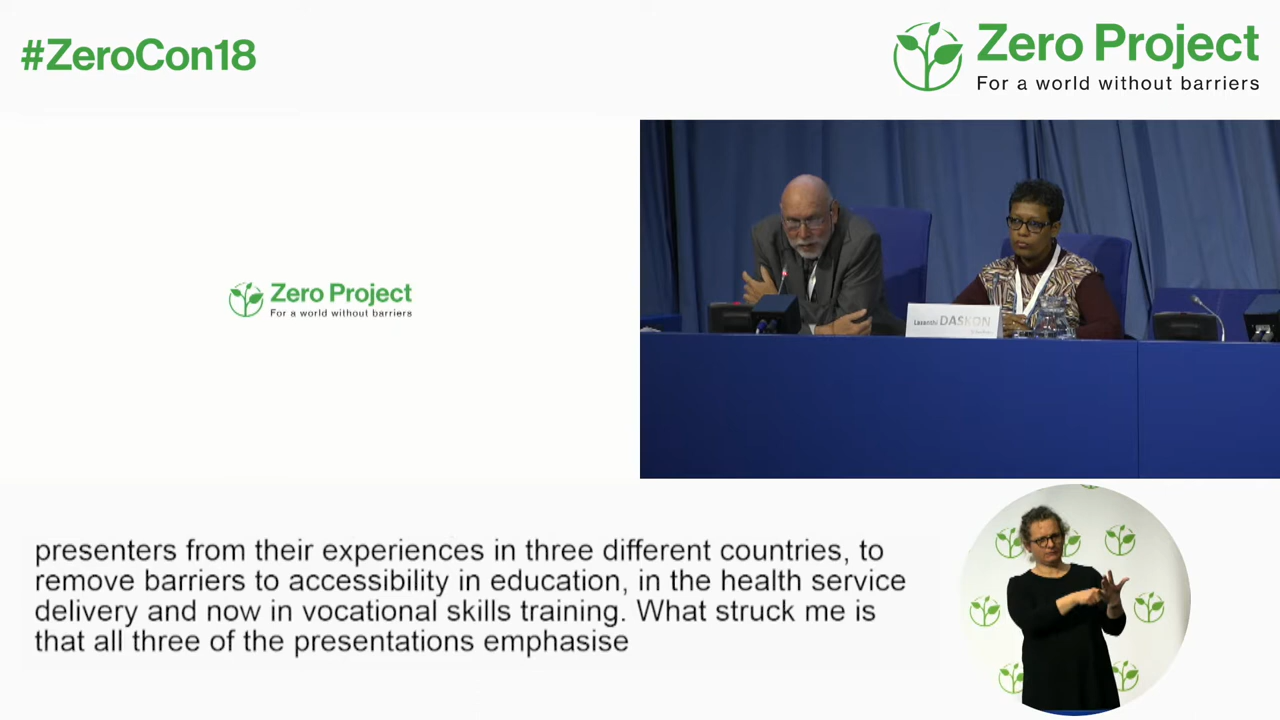 #ZeroCon18
Zero Project
For a world without barriers
Zero Project
For a world without barriers
Lasanthi DASKON
presenters from their experiences in three different countries, to
remove barriers to accessibility in education, in the health service
delivery and now in vocational skills training. What struck me is
that all three of the presentations emphasise